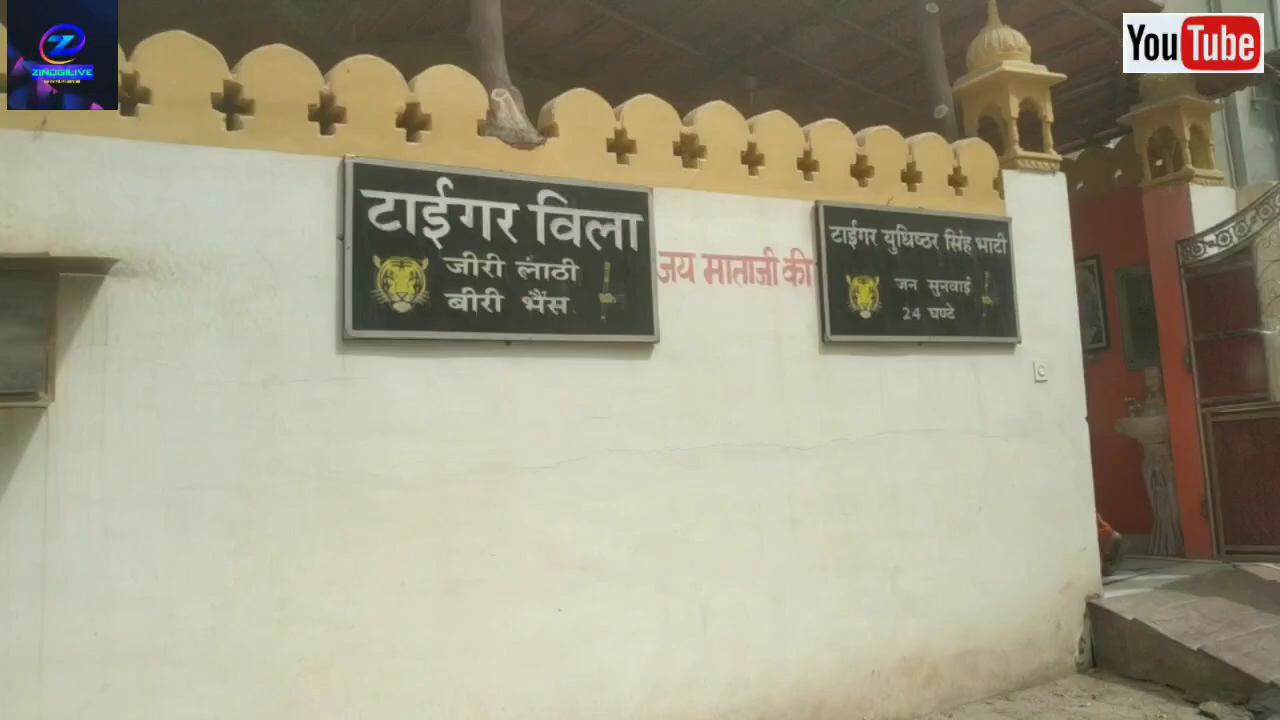 ZINDGILIVE
YouTube
टाईगर विला
जीरी लाठी
बीरी भैंस
जय माताजी की
टाईगर युधिष्ठर सिंह भाटी
जन सुनवाई
24 घण्टे